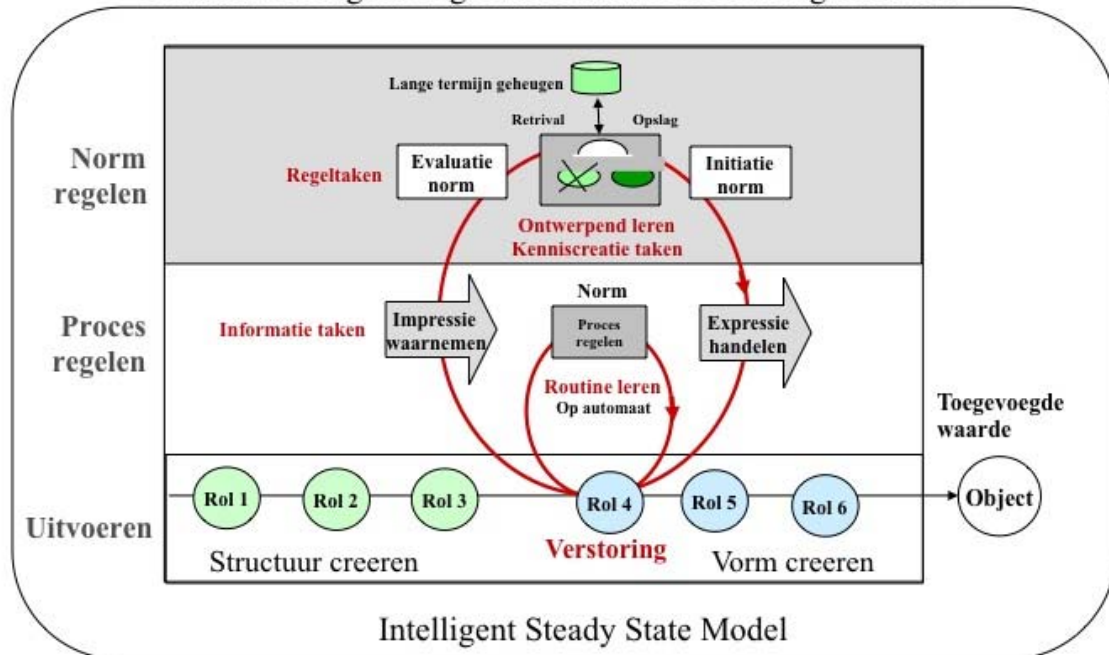 Lange termijn geheugen
Retrival
Opslag
Norm
regelen
Regeltaken
Evaluatie
norm
Initiatie
norm
Ontwerpend leren
Kenniscreatie taken
Proces
regelen
Informatie taken
Impressie
waarnemen
Norm
Proces
regelen
Expressie
handelen
Routine leren
Op automaat
Toegevoegde
waarde
Uitvoeren
Rol 1
Rol 2
Rol 3
Rol 4
Rol 5
Rol 6
Object
Structuur creeren
Verstoring
Vorm creeren
Intelligent Steady State Model